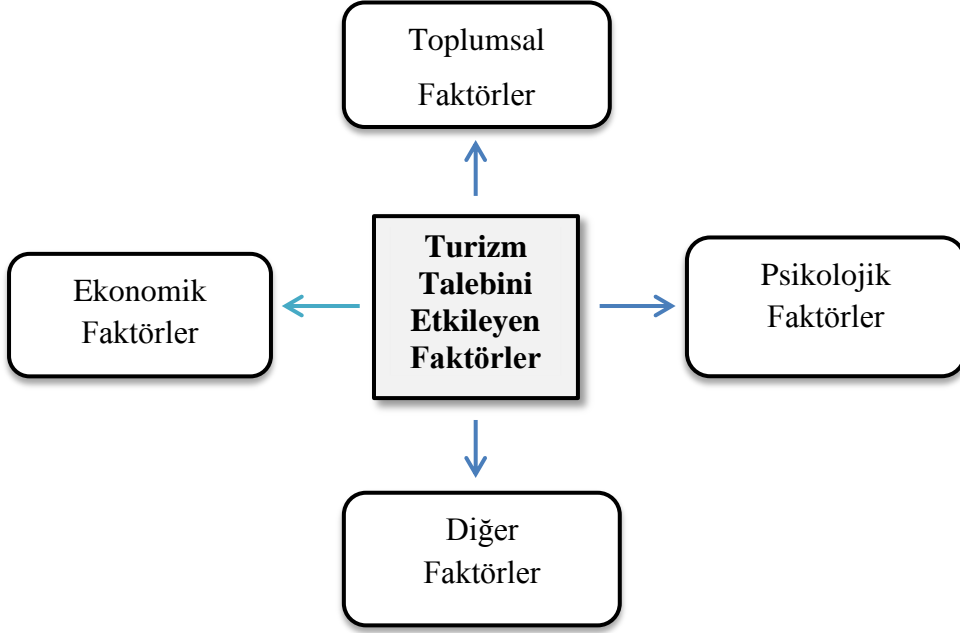 Toplumsal
Faktörler
Turizm
Talebini
Etkileyen
Faktörler
Ekonomik
Faktörler
Psikolojik
Faktörler
Diğer
Faktörler